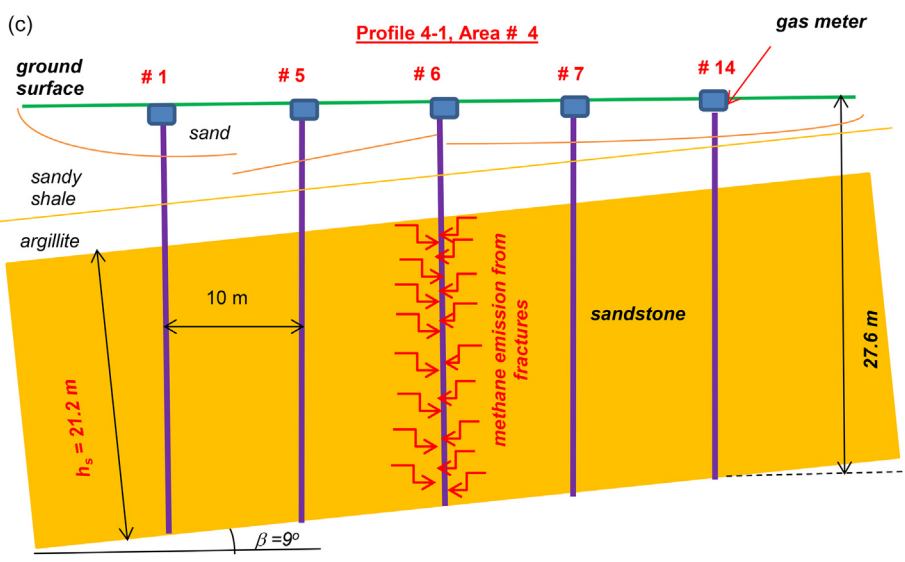 (c)
Profile 4-1, Area # 4
gas meter
ground
surface
# 1
# 5
# 6
# 7
# 14
sand
sandy
shale
argillite
10 m
methane emission from
fractures
sandstone
27.6 m
hs = 21.2 m
β =9º